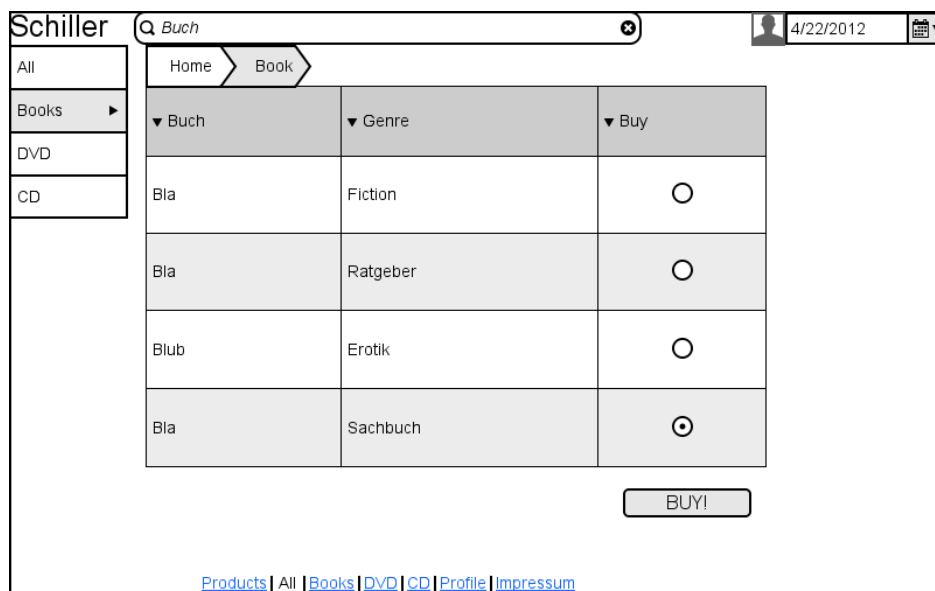 Schiller
Buch
4/22/2012
All
Books
DVD
CD
Home Book
Buch Genre Buy
Bla Fiction
Bla Ratgeber
Blub Erotik
Bla Sachbuch
BUY!
Products| All |Books|DVD|CD|Profile|Impressum